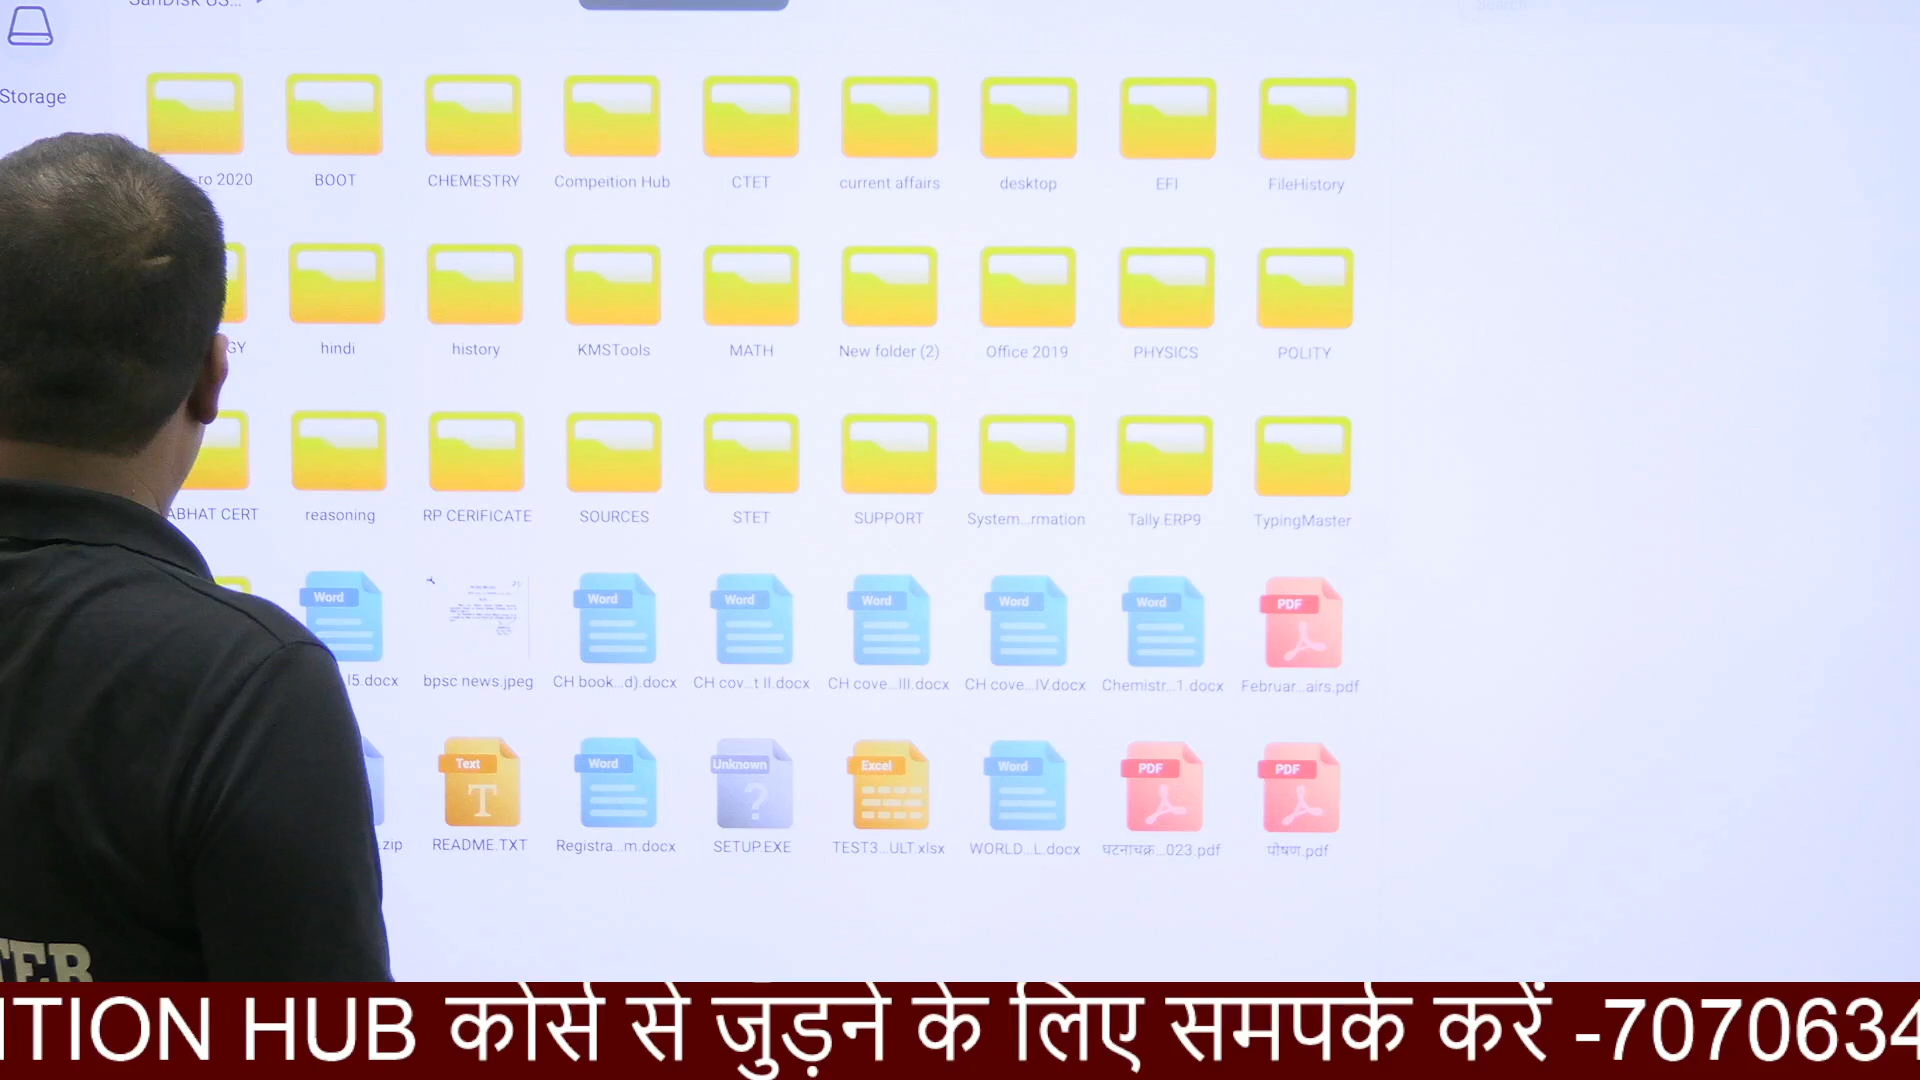 SanDisk US...
Search
Storage
ro 2020
BOOT
CHEMESTRY
Compeition Hub
CTET
current affairs
desktop
EFI
FileHistory
GY
hindi
history
KMSTools
MATH
New folder (2)
Office 2019
PHYSICS
POLITY
ABHAT CERT
reasoning
RP CERIFICATE
SOURCES
STET
SUPPORT
System...rmation
Tally.ERP9
TypingMaster
Word
Word
Word
Word
Word
Word
PDF
l5.docx
bpsc news.jpeg
CH book...d).docx
CH cov...t II.docx
CH cove...III.docx
CH cove...IV.docx
Chemistr...1.docx
Februar...airs.pdf
Text
Word
Unknown
Excel
Word
PDF
PDF
.zip
README.TXT
Registra...m.docx
SETUP.EXE
TEST3...ULT.xlsx
WORLD...L.docx
घटनाचक्र...023.pdf
पोषण.pdf
TER
ITION HUB कोर्स से जुड़ने के लिए समपर्क करें -7070634